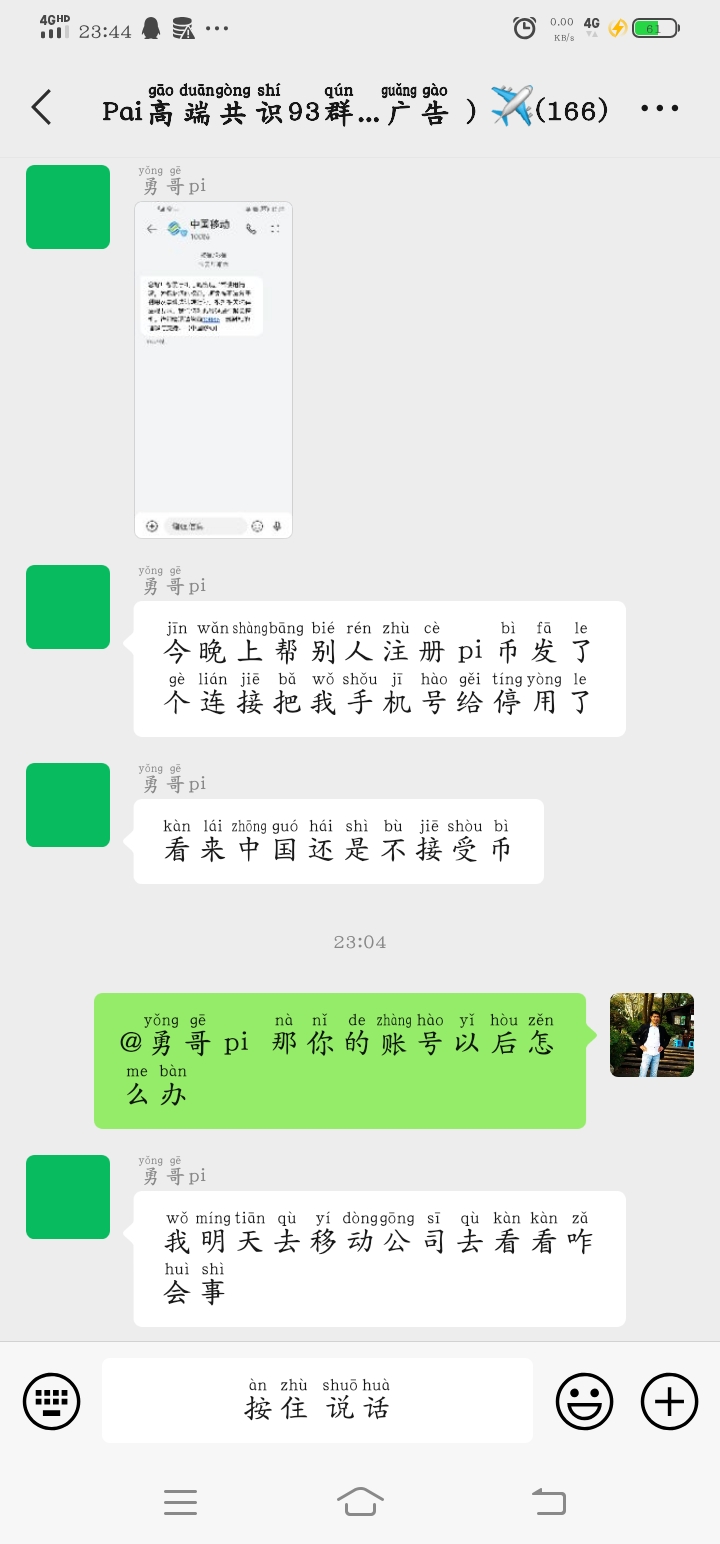 4GHD 23:44 ... 0.00 KB/s 4G 61
gāo duāngòng shí qún guǎng gào
Pai高端共识93群...广告）✈️(166)
yǒng gē
勇哥pi
中国移动
10086
yǒng gē
勇哥pi
jīn wǎn shàng bāng bié rén zhù cè bì fā le
今晚上帮别人注册pi币发了
gè lián jiē bǎ wǒ shǒu jī hào gěi tíng yòng le
个连接把我手机号给停用了
yǒng gē
勇哥pi
kàn lái zhōng guó hái shì bù jiē shòu bì
看来中国还是不接受币
23:04
yǒng gē nà nǐ de zhàng hào yǐ hòu zěn
@勇哥pi 那你的账号以后怎
me bàn
么办
yǒng gē
勇哥pi
wǒ míng tiān qù yí dòng gōng sī qù kàn kàn zǎ
我明天去移动公司去看看咋
huì shì
会事
àn zhù shuō huà
按住 说话